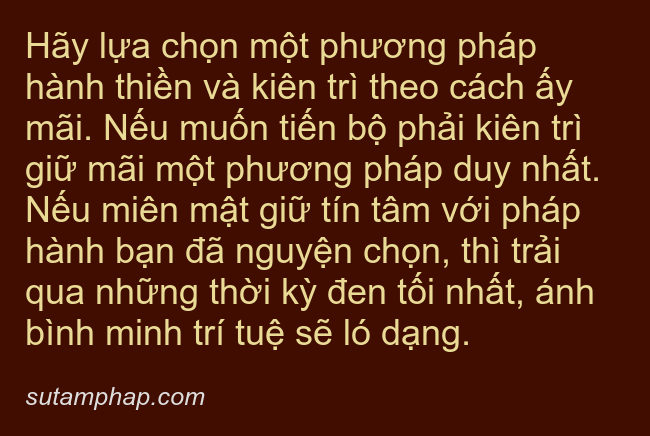 Hãy lựa chọn một phương pháp
hành thiền và kiên trì theo cách ấy
mãi. Nếu muốn tiến bộ phải kiên trì
giữ mãi một phương pháp duy nhất.
Nếu miên mật giữ tín tâm với pháp
hành bạn đã nguyện chọn, thì trải
qua những thời kỳ đen tối nhất, ánh
bình minh trí tuệ sẽ ló dạng.
sutamphap.com